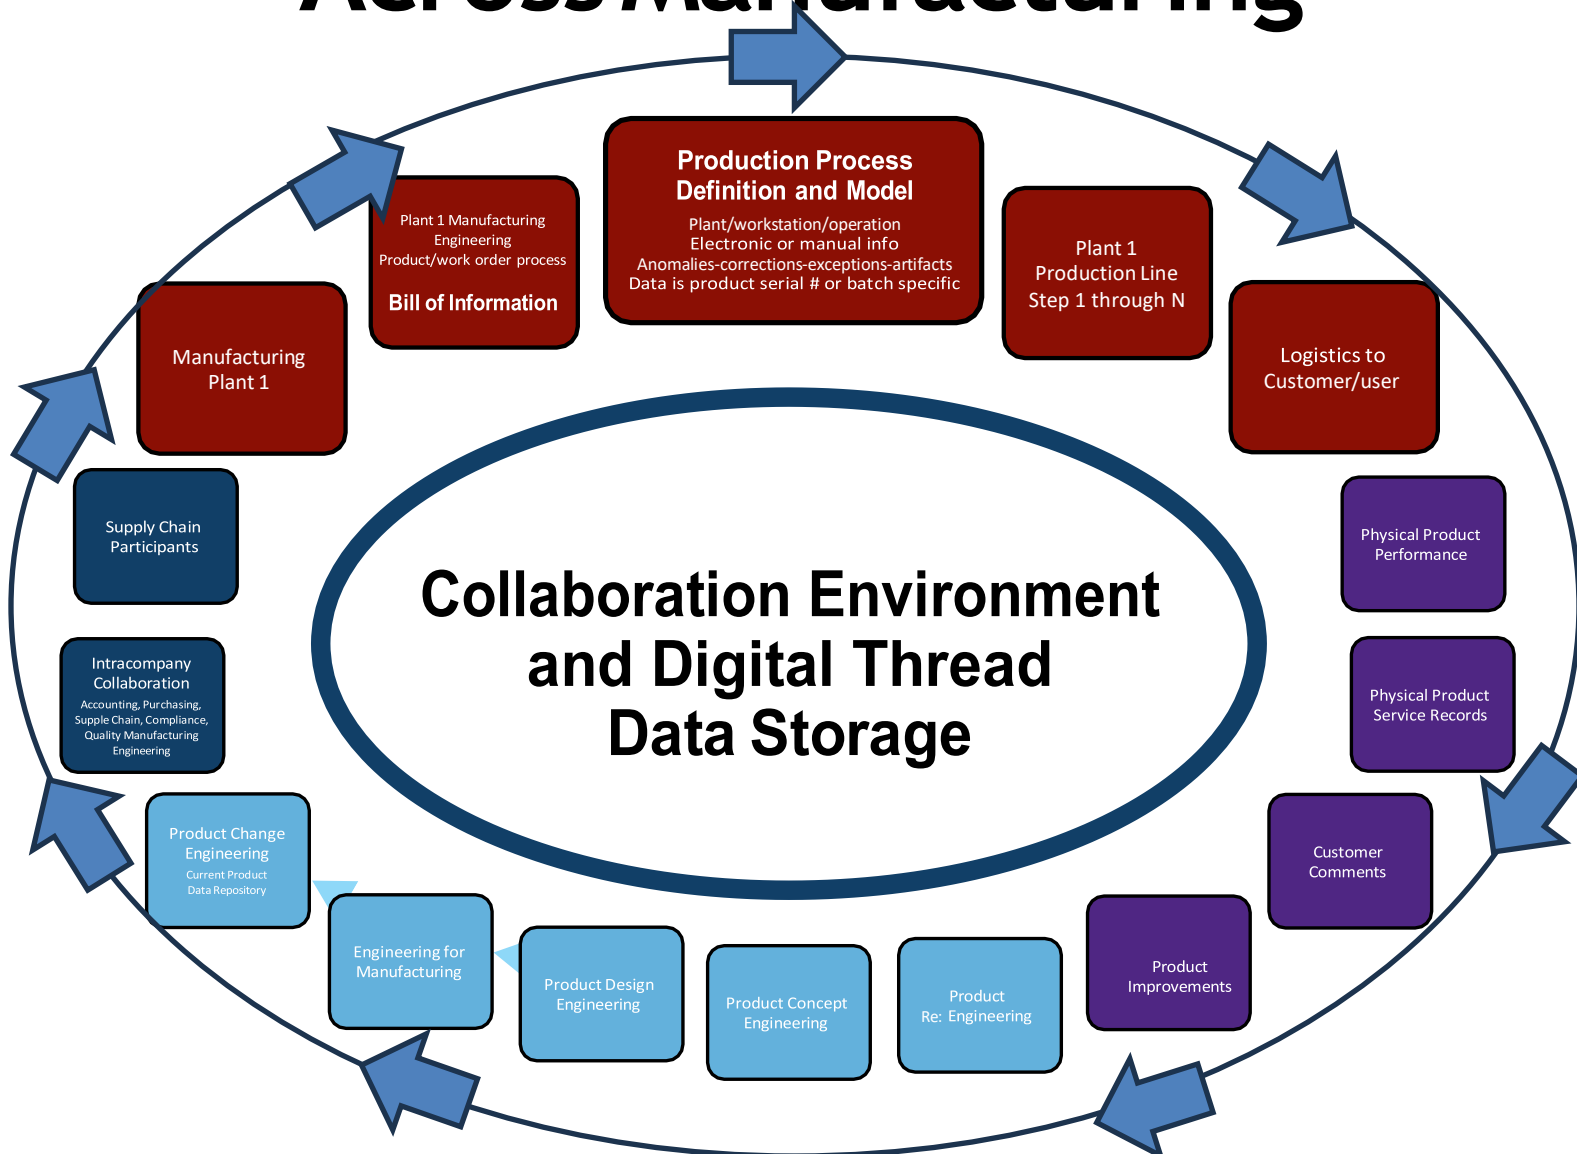 Across Manufacturing
Production Process
Definition and Model
Plant/workstation/operation
Electronic or manual info
Anomalies-corrections-exceptions-artifacts
Data is product serial # or batch specific
Plant 1 Manufacturing
Engineering
Product/work order process
Bill of Information
Plant 1
Production Line
Step 1 through N
Manufacturing
Plant 1
Logistics to
Customer/user
Supply Chain
Participants
Physical Product
Performance
Collaboration Environment
and Digital Thread
Data Storage
Intracompany
Collaboration
Accounting, Purchasing,
Supply Chain, Compliance,
Quality Manufacturing
Engineering
Physical Product
Service Records
Product Change
Engineering
Current Product
Data Repository
Customer
Comments
Engineering for
Manufacturing
Product Design
Engineering
Product Concept
Engineering
Product
Re: Engineering
Product
Improvements